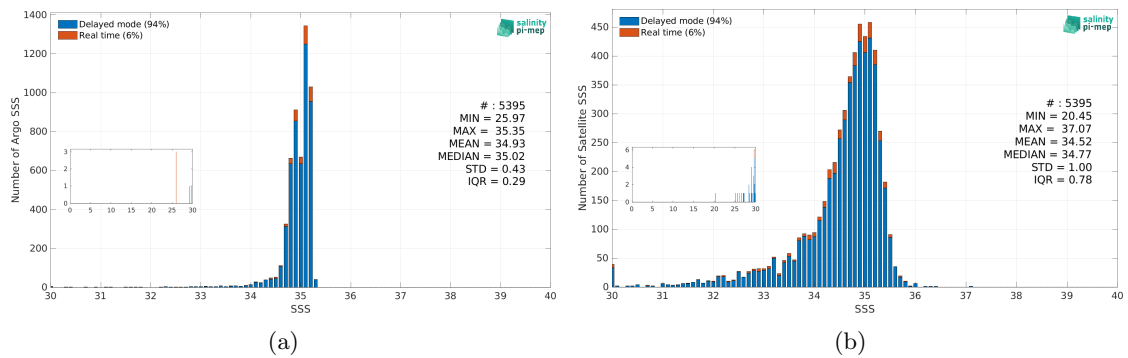 Delayed mode (94%)
Real time (6%)
salinity
pi-mep
Number of Argo SSS
1400
1200
1000
800
600
400
200
0
# : 5395
MIN = 25.97
MAX = 35.35
MEAN = 34.93
MEDIAN = 35.02
STD = 0.43
IQR = 0.29
3
2
1
0
0 5 10 15 20 25 30
30 31 32 33 34 35 36 37 38 39 40
SSS
(a)
Delayed mode (94%)
Real time (6%)
salinity
pi-mep
Number of Satellite SSS
450
400
350
300
250
200
150
100
50
0
# : 5395
MIN = 20.45
MAX = 37.07
MEAN = 34.52
MEDIAN = 34.77
STD = 1.00
IQR = 0.78
6
4
2
0
0 5 10 15 20 25 30
30 31 32 33 34 35 36 37 38 39 40
SSS
(b)